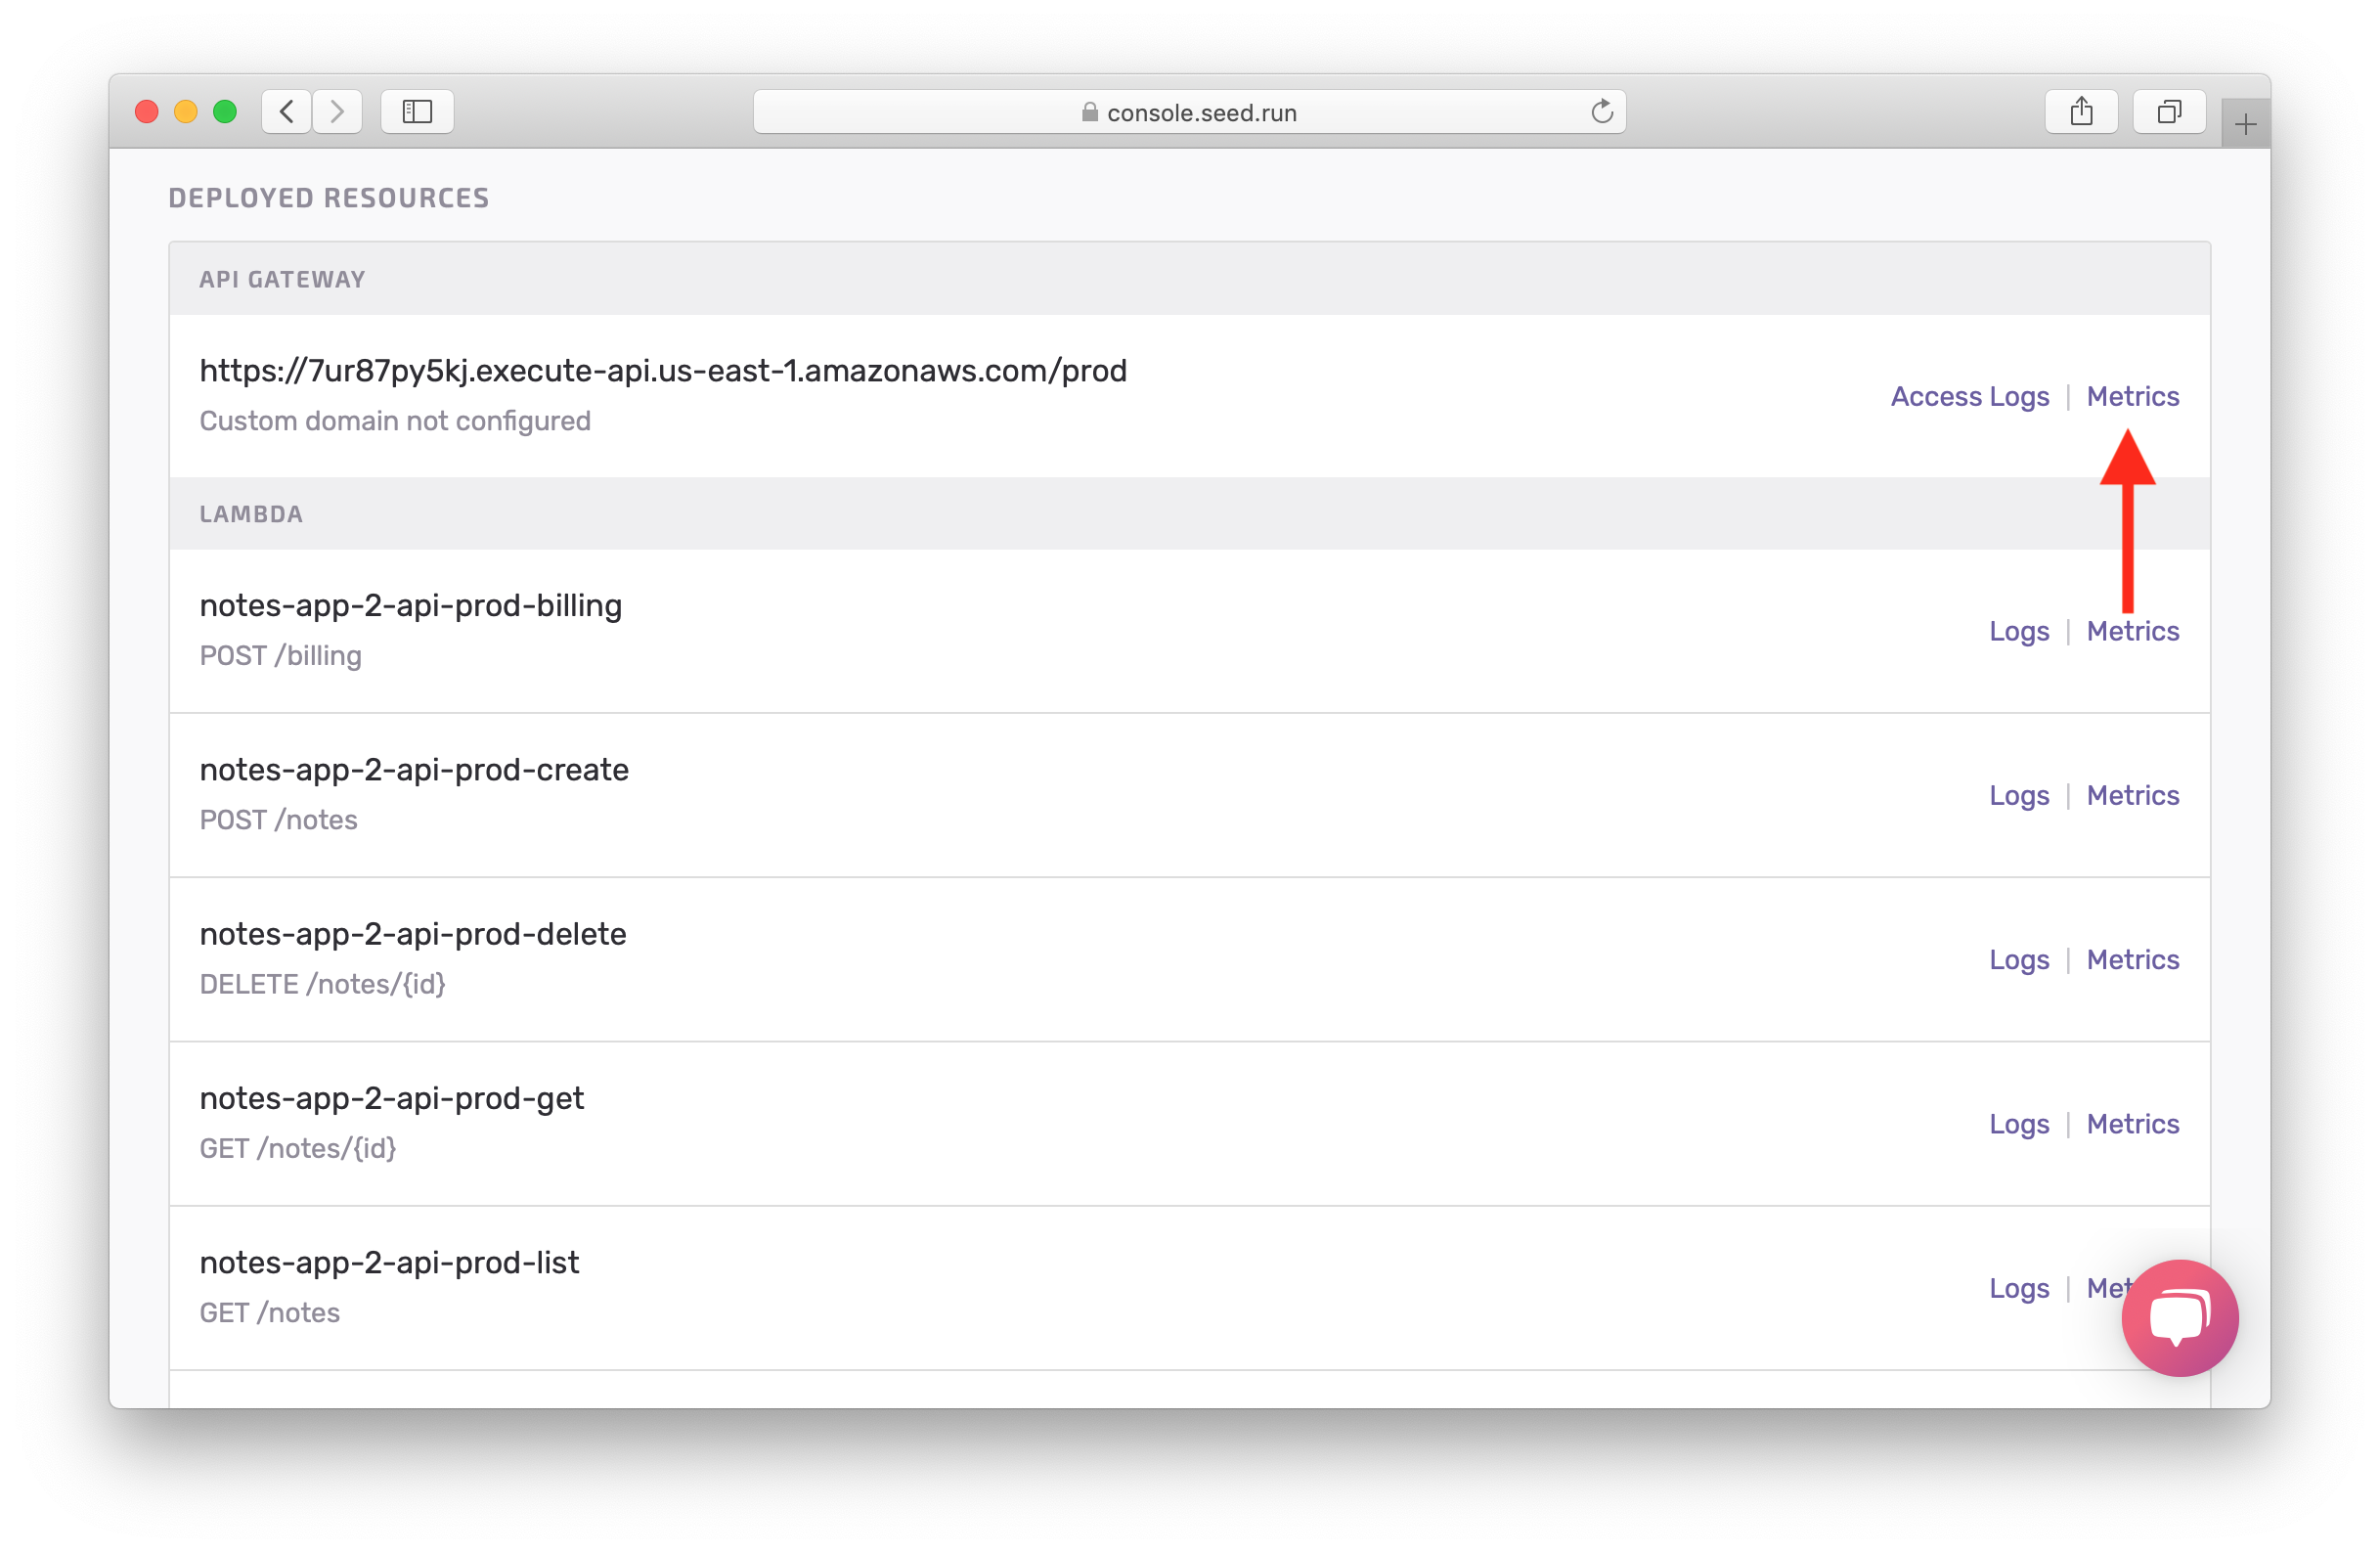 console.seed.run
DEPLOYED RESOURCES
API GATEWAY
https://7ur87py5kj.execute-api.us-east-1.amazonaws.com/prod
Custom domain not configured
Access Logs | Metrics
LAMBDA
notes-app-2-api-prod-billing
POST /billing
Logs | Metrics
notes-app-2-api-prod-create
POST /notes
Logs | Metrics
notes-app-2-api-prod-delete
DELETE /notes/{id}
Logs | Metrics
notes-app-2-api-prod-get
GET /notes/{id}
Logs | Metrics
notes-app-2-api-prod-list
GET /notes
Logs |